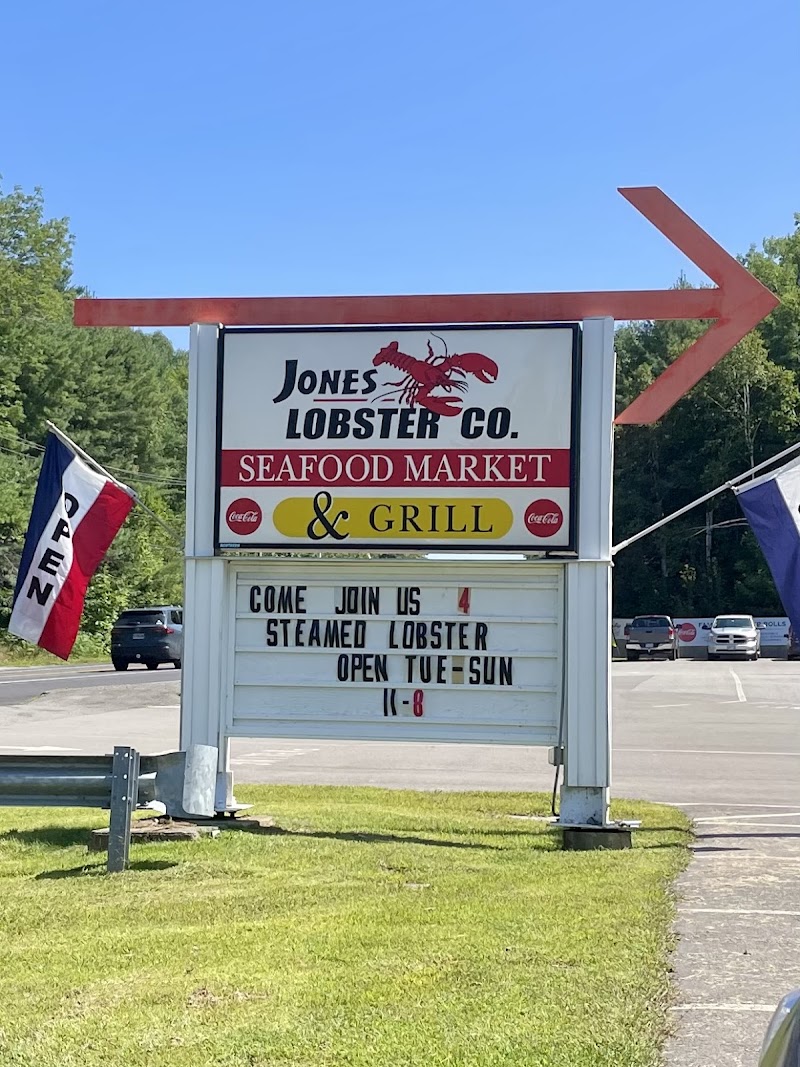 JONES
LOBSTER CO.
SEAFOOD MARKET
& GRILL
Coca-Cola
Coca-Cola
COME JOIN US 4
STEAMED LOBSTER
OPEN TUE-SUN
11-8
OPEN